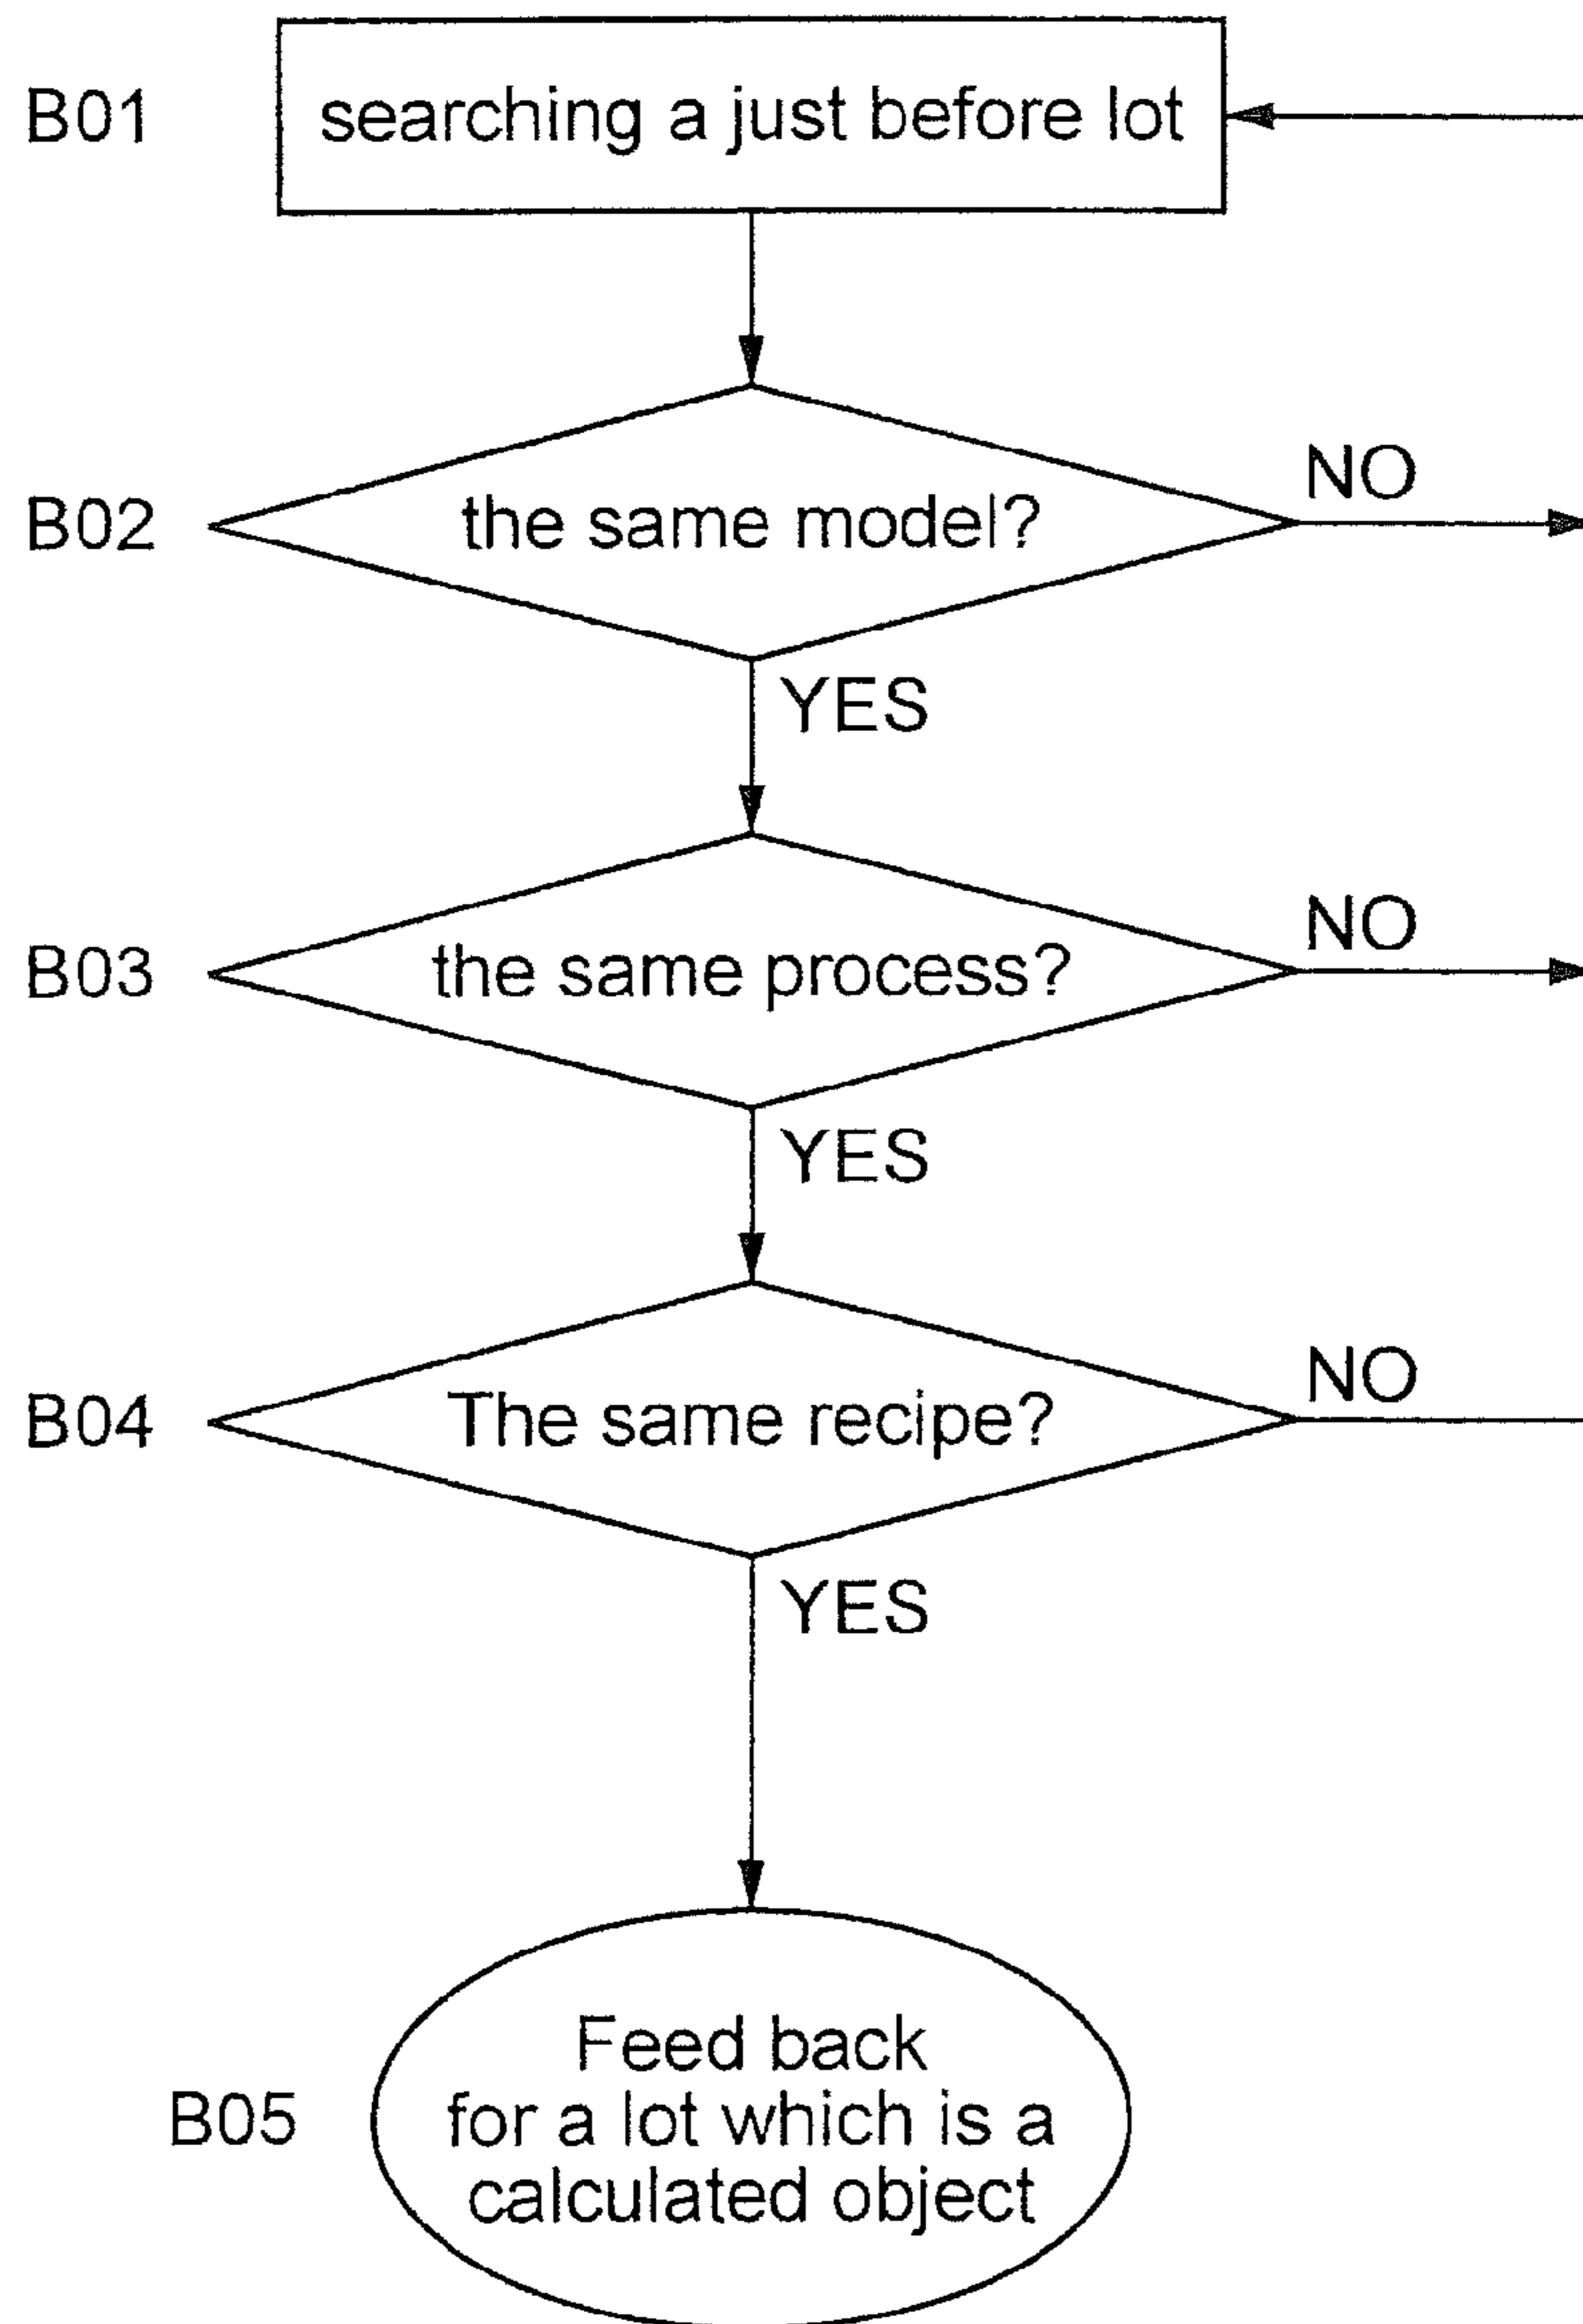 B01
searching a just before lot
B02
the same model?
NO
YES
B03
the same process?
NO
YES
B04
The same recipe?
NO
YES
B05
Feed back
for a lot which is a
calculated object